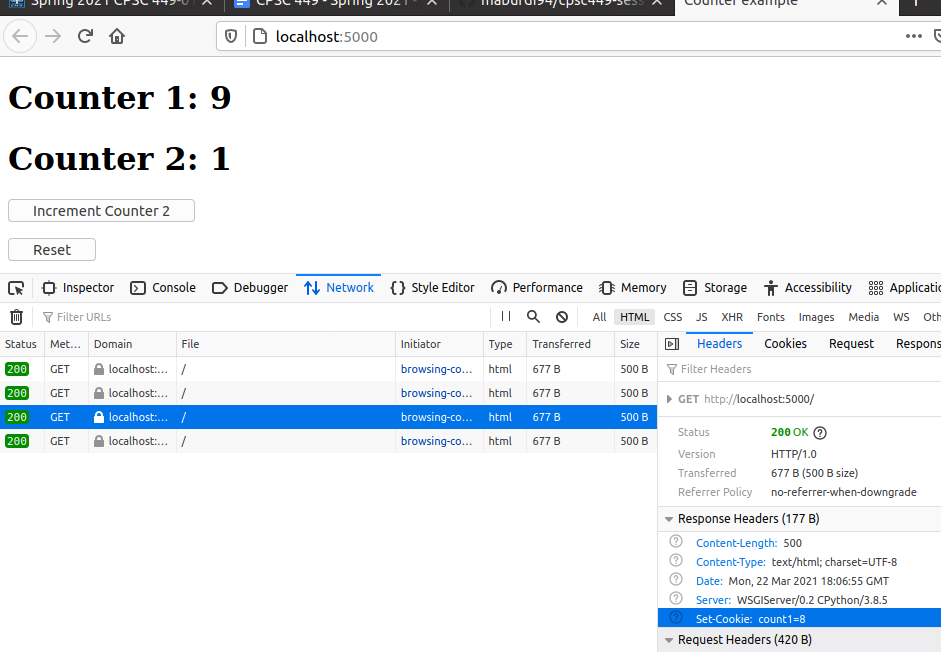 Spring 2021 CPSC 449-01
CPSC 449 - Spring 2021 -
maburdi94/cpsc449-sess
Counter example
localhost:5000
Counter 1: 9
Counter 2: 1
Increment Counter 2
Reset
Inspector Console Debugger Network Style Editor Performance Memory Storage Accessibility Applicatio
Filter URLs All HTML CSS JS XHR Fonts Images Media WS Oth
Status Met... Domain File Initiator Type Transferred Size Headers Cookies Request Respons
200 GET localhost:... / browsing-co... html 677 B 500 B
Filter Headers
200 GET localhost:... / browsing-co... html 677 B 500 B
GET http://localhost:5000/
200 GET localhost:... / browsing-co... html 677 B 500 B
200 GET localhost:... / browsing-co... html 677 B 500 B
Status 200 OK
Version HTTP/1.0
Transferred 677 B (500 B size)
Referrer Policy no-referrer-when-downgrade
Response Headers (177 B)
Content-Length: 500
Content-Type: text/html; charset=UTF-8
Date: Mon, 22 Mar 2021 18:06:55 GMT
Server: WSGIServer/0.2 CPython/3.8.5
Set-Cookie: count1=8
Request Headers (420 B)